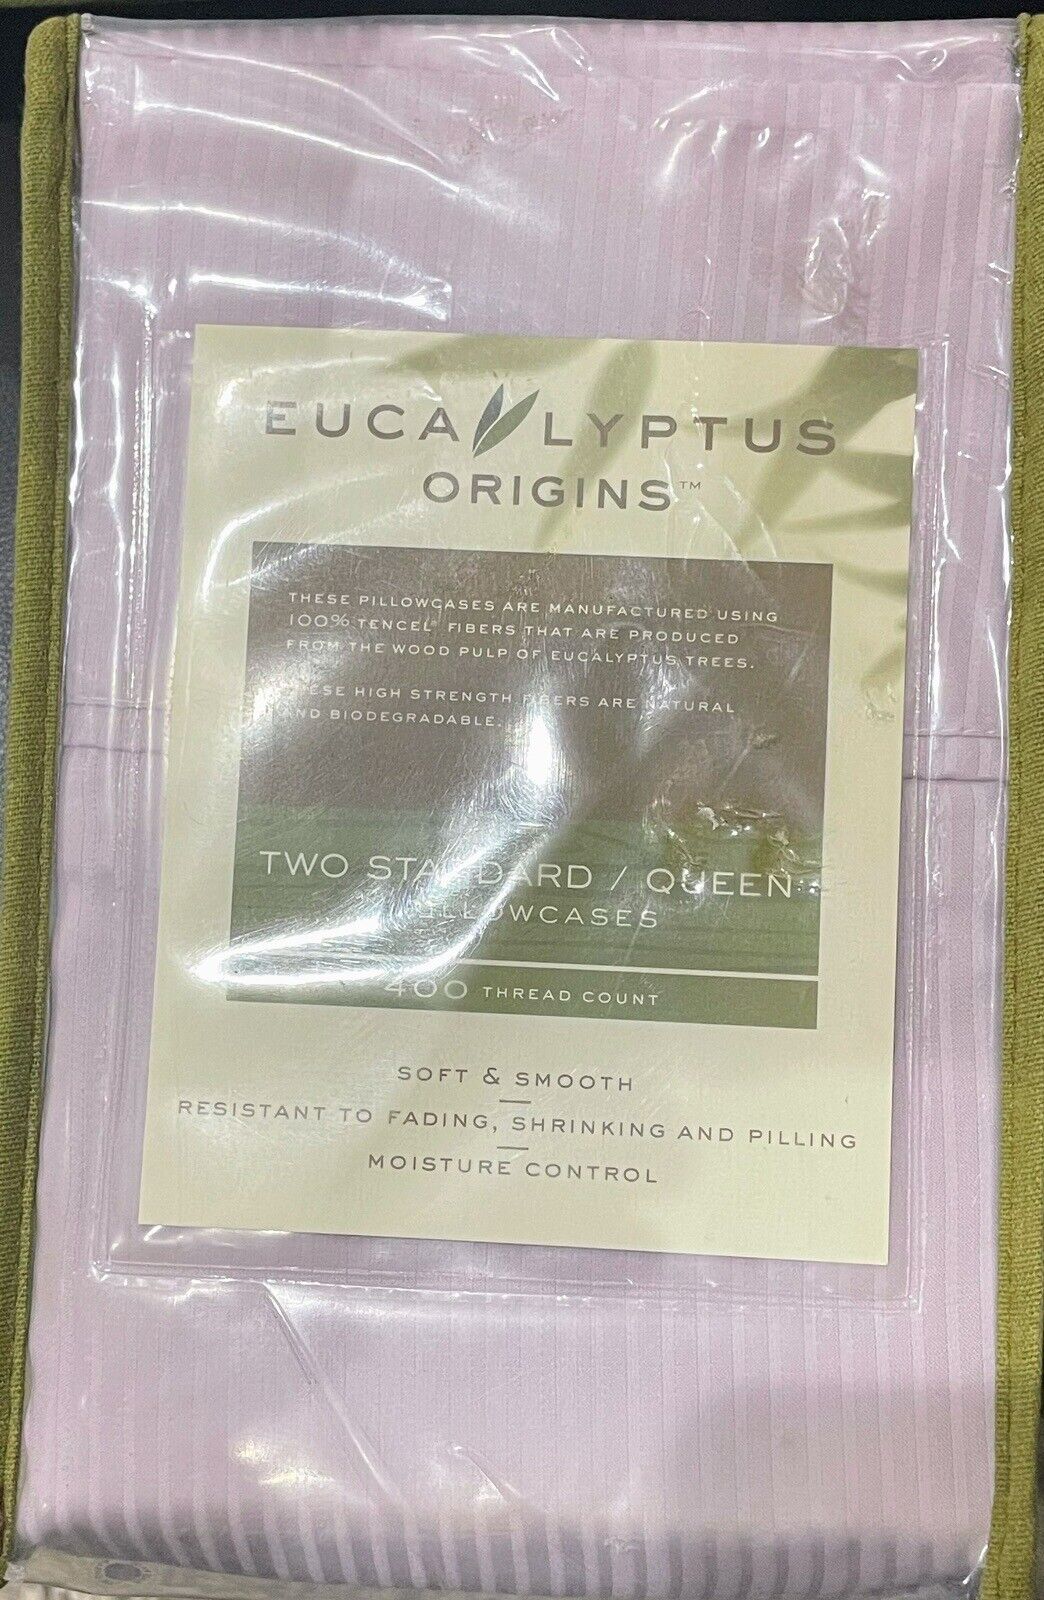 EUCALYPTUS
ORIGINS™
THESE PILLOWCASES ARE MANUFACTURED USING
100% TENCEL® FIBERS THAT ARE PRODUCED
FROM THE WOOD PULP OF EUCALYPTUS TREES.
THESE HIGH STRENGTH FIBERS ARE NATURAL
AND BIODEGRADABLE.
TWO STANDARD / QUEEN
PILLOWCASES
400 THREAD COUNT
SOFT & SMOOTH
RESISTANT TO FADING, SHRINKING AND PILLING
MOISTURE CONTROL